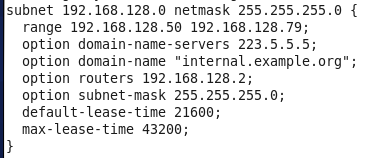 subnet 192.168.128.0 netmask 255.255.255.0 {
  range 192.168.128.50 192.168.128.79;
  option domain-name-servers 223.5.5.5;
  option domain-name "internal.example.org";
  option routers 192.168.128.2;
  option subnet-mask 255.255.255.0;
  default-lease-time 21600;
  max-lease-time 43200;
}